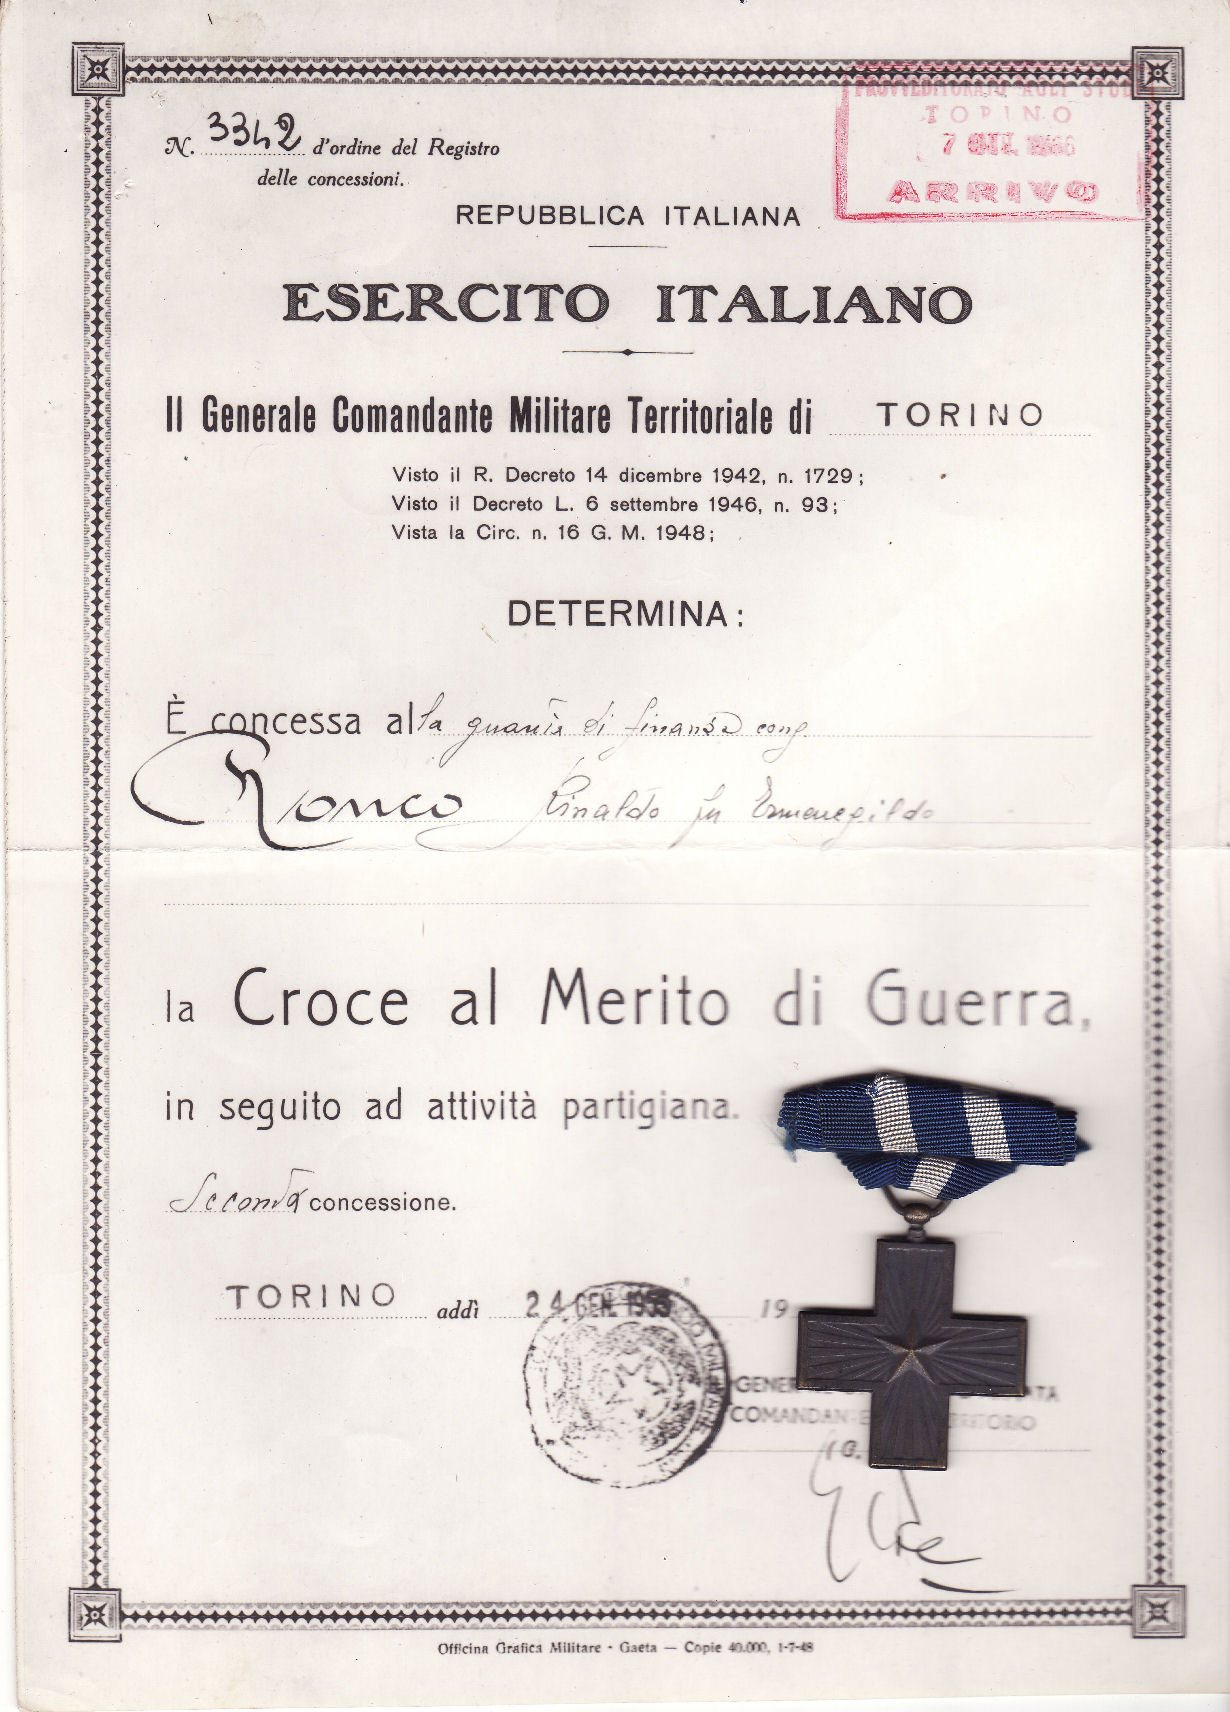 PROVVEDITORATO AGLI STUDI
TORINO
7 OTT. 1966
ARRIVO
N. 3342 d'ordine del Registro
delle concessioni.
REPUBBLICA ITALIANA
ESERCITO ITALIANO
Il Generale Comandante Militare Territoriale di TORINO
Visto il R. Decreto 14 dicembre 1942, n. 1729;
Visto il Decreto L. 6 settembre 1946, n. 93;
Vista la Circ. n. 16 G. M. 1948;
DETERMINA:
È concessa alla guardia di finanza cong
Ronco Rinaldo fu Ermenegildo
la Croce al Merito di Guerra,
in seguito ad attività partigiana.
Seconda concessione.
TORINO addì 24 GEN. 1955 19
COMANDANTE
Officina Grafica Militare - Gaeta — Copie 40.000, 1-7-48